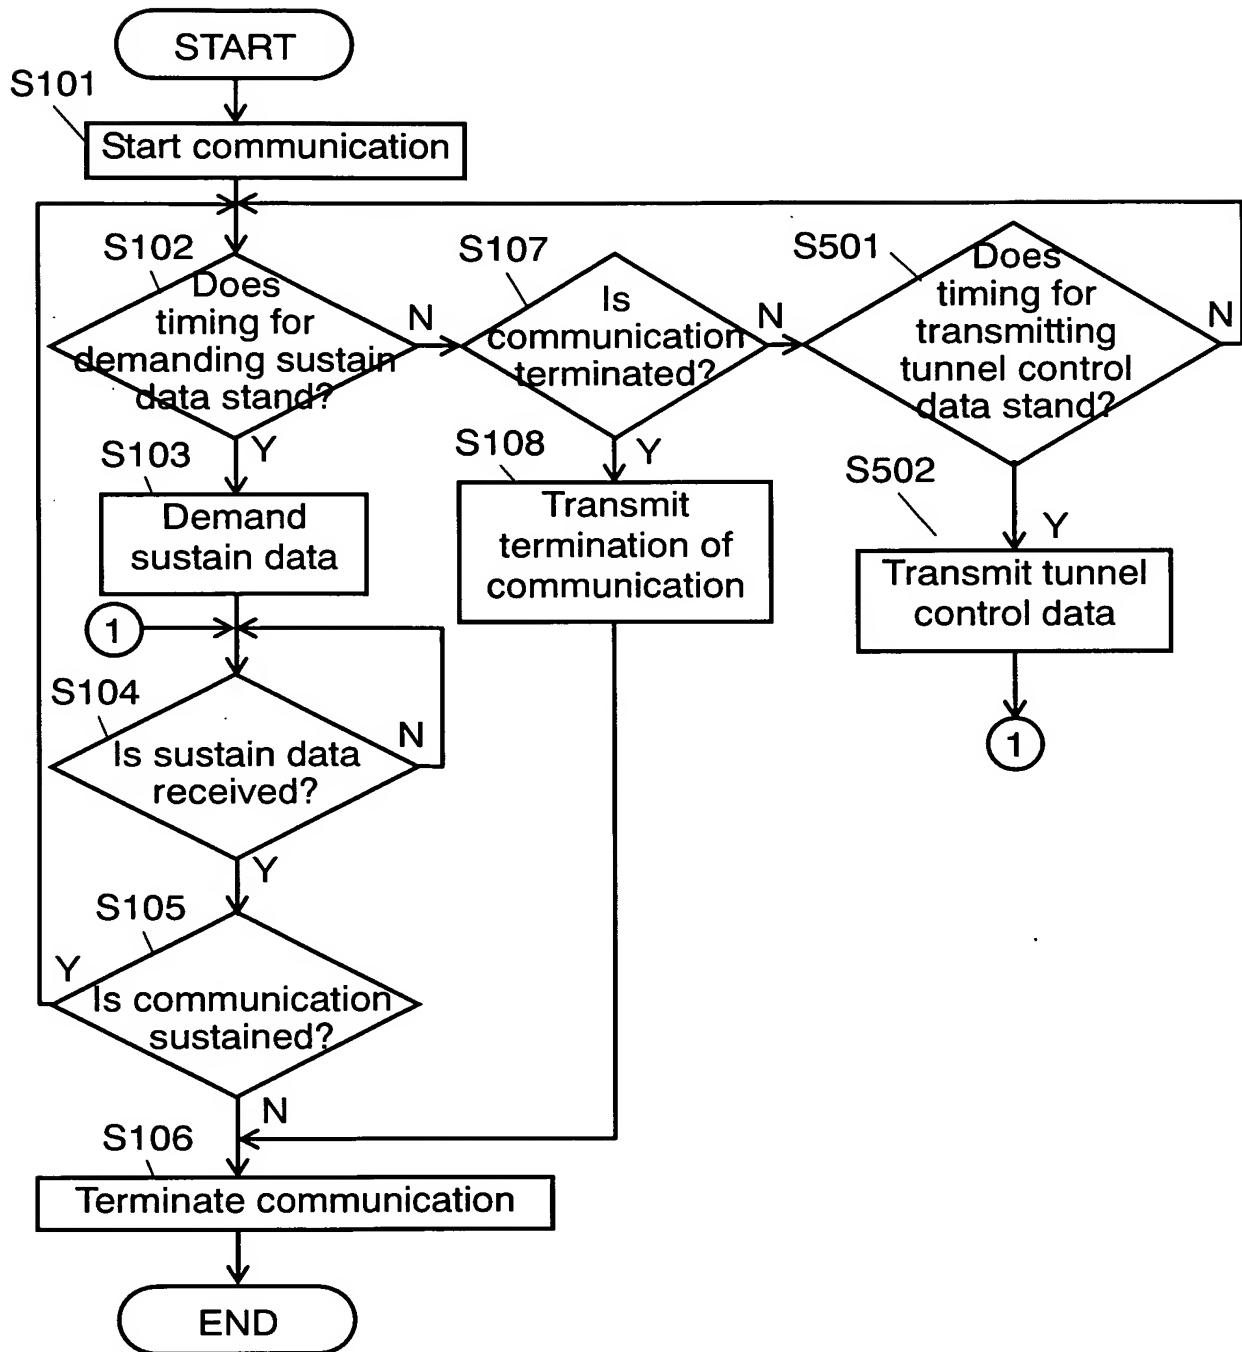 START
S101
Start communication
S102
Does
timing for
demanding sustain
data stand?
N
Y
S107
Is
communication
terminated?
N
Y
S501
Does
timing for
transmitting
tunnel control
data stand?
N
Y
S103
Demand
sustain data
S108
Transmit
termination of
communication
S502
Transmit tunnel
control data
1
1
S104
Is sustain data
received?
N
Y
S105
Is communication
sustained?
Y
N
S106
Terminate communication
END